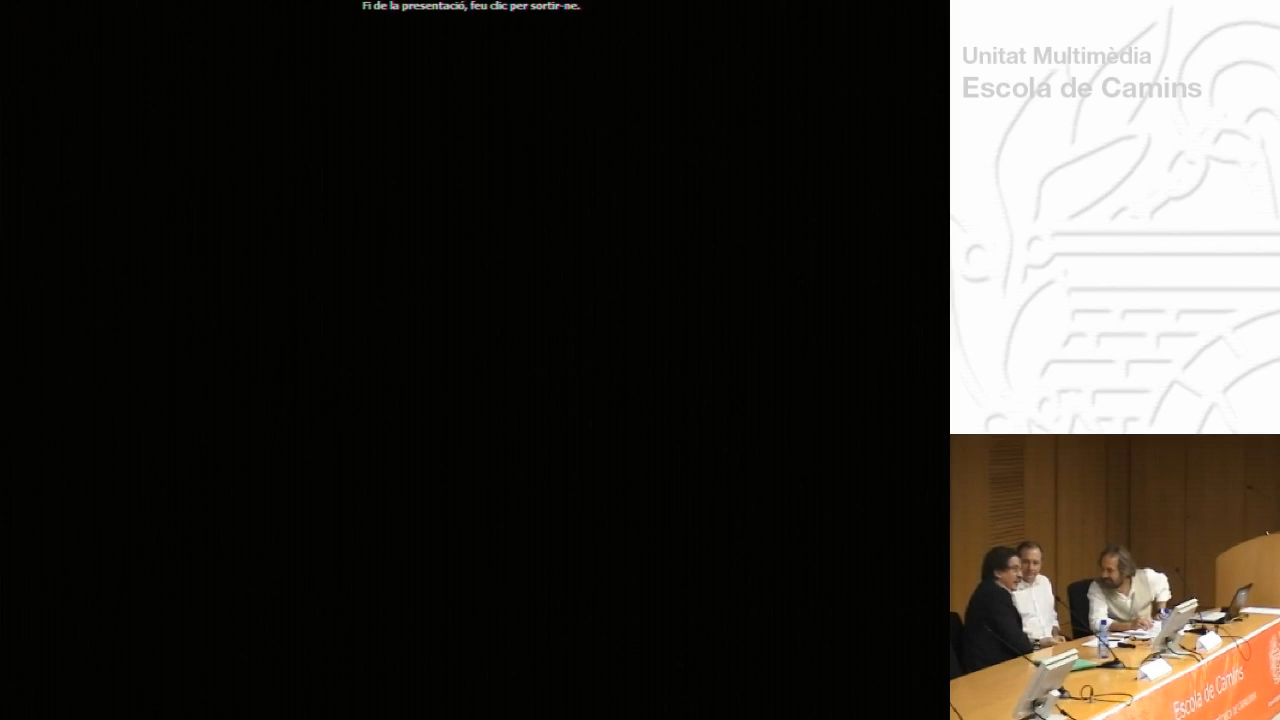 Fi de la presentació, feu clic per sortir-ne.
Unitat Multimèdia
Escola de Camins
Escola de Camins